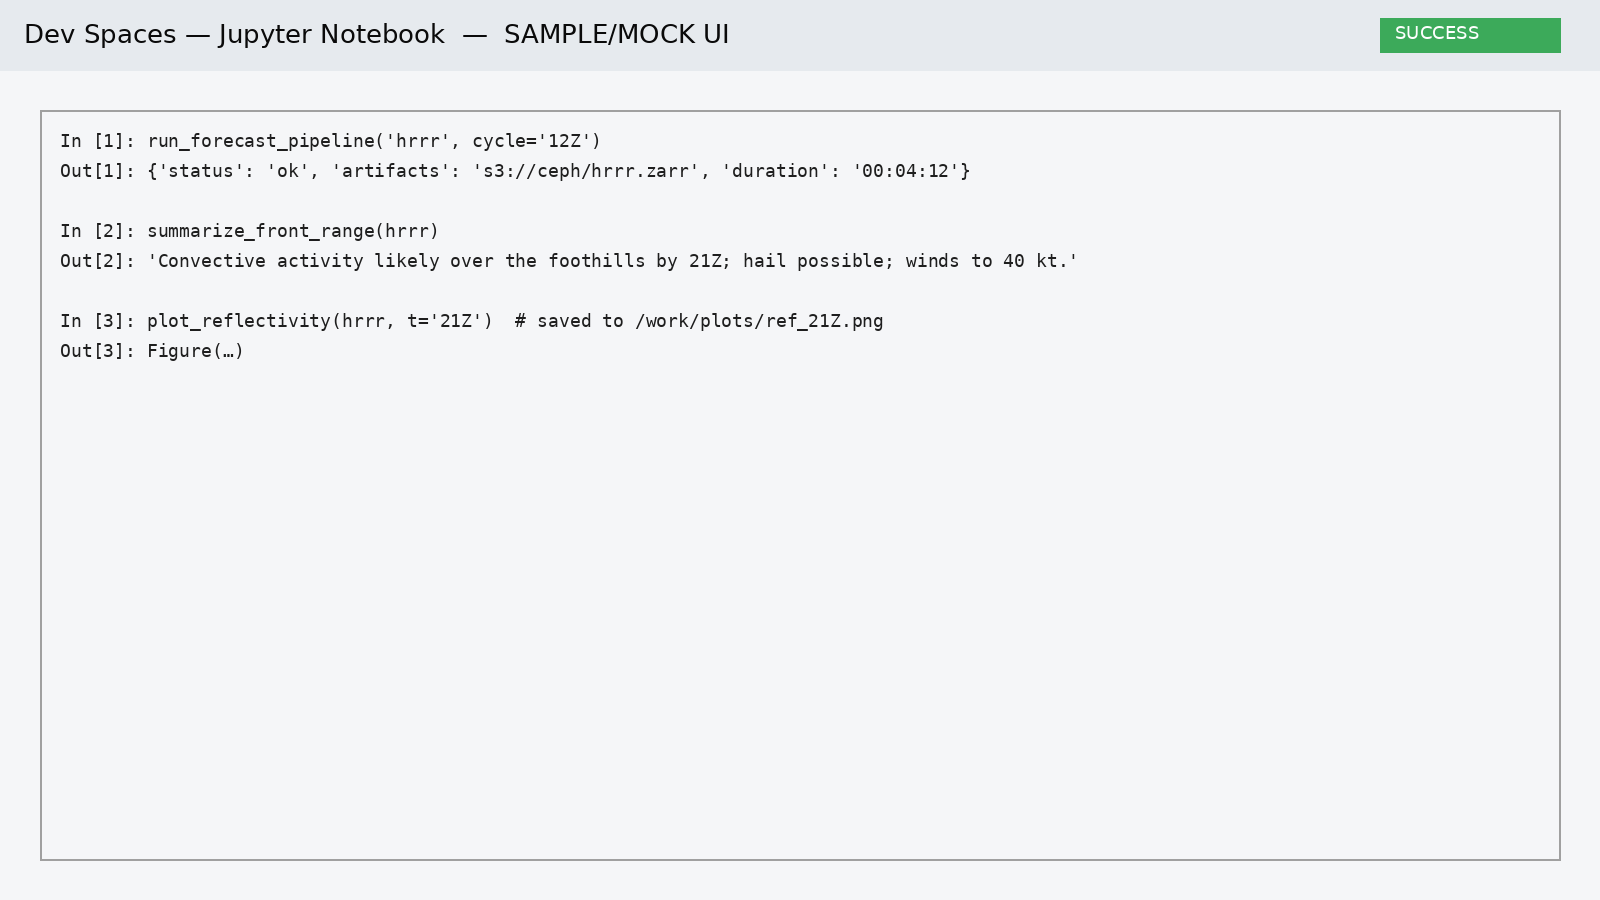 Dev Spaces — Jupyter Notebook  —  SAMPLE/MOCK UI
SUCCESS
In [1]: run_forecast_pipeline('hrrr', cycle='12Z')
Out[1]: {'status': 'ok', 'artifacts': 's3://ceph/hrrr.zarr', 'duration': '00:04:12'}
In [2]: summarize_front_range(hrrr)
Out[2]: 'Convective activity likely over the foothills by 21Z; hail possible; winds to 40 kt.'
In [3]: plot_reflectivity(hrrr, t='21Z')  # saved to /work/plots/ref_21Z.png
Out[3]: Figure(…)